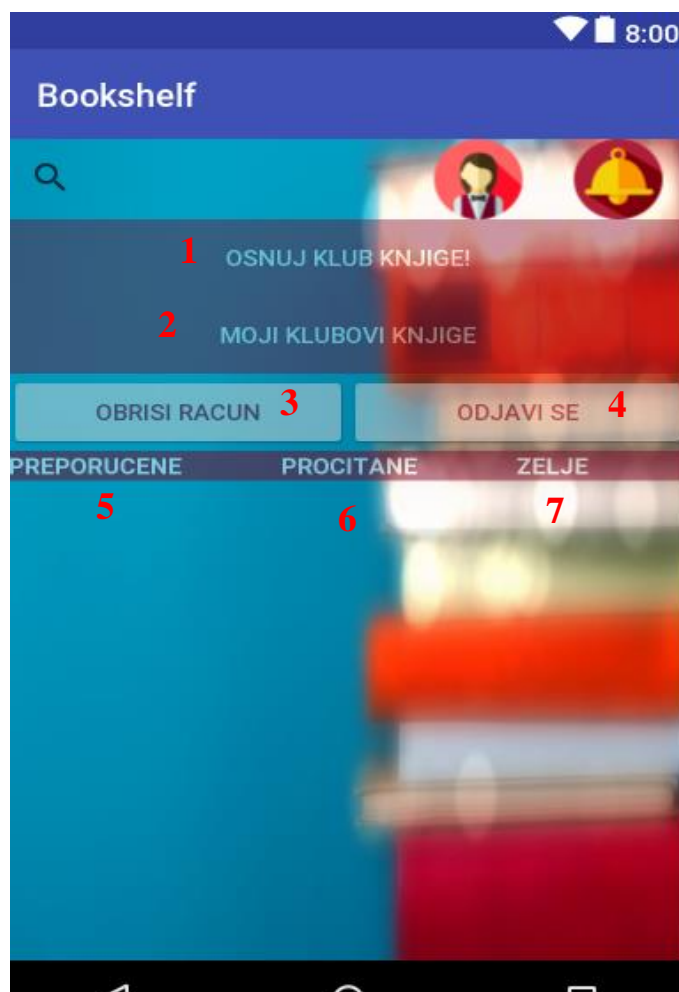 8:00
Bookshelf
1 OSNUJ KLUB KNJIGE!
2 MOJI KLUBOVI KNJIGE
OBRISI RACUN 3 ODJAVI SE 4
PREPORUCENE PROCITANE ZELJE
5 6 7